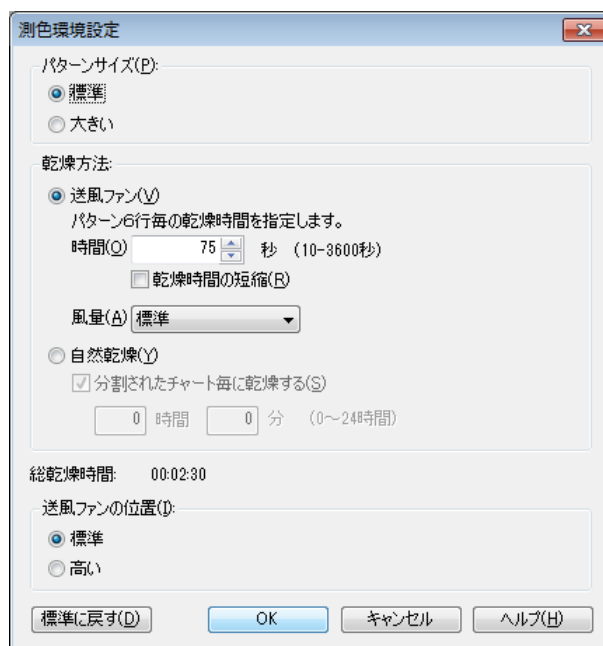 測色環境設定
パターンサイズ(P):
標準
大きい
乾燥方法:
送風ファン(V)
パターン6行毎の乾燥時間を指定します。
時間(O) 75 秒 (10-3600秒)
乾燥時間の短縮(R)
風量(A) 標準
自然乾燥(Y)
分割されたチャート毎に乾燥する(S)
0 時間 0 分 (0～24時間)
総乾燥時間: 00:02:30
送風ファンの位置(I):
標準
高い
標準に戻す(D) OK キャンセル ヘルプ(H)